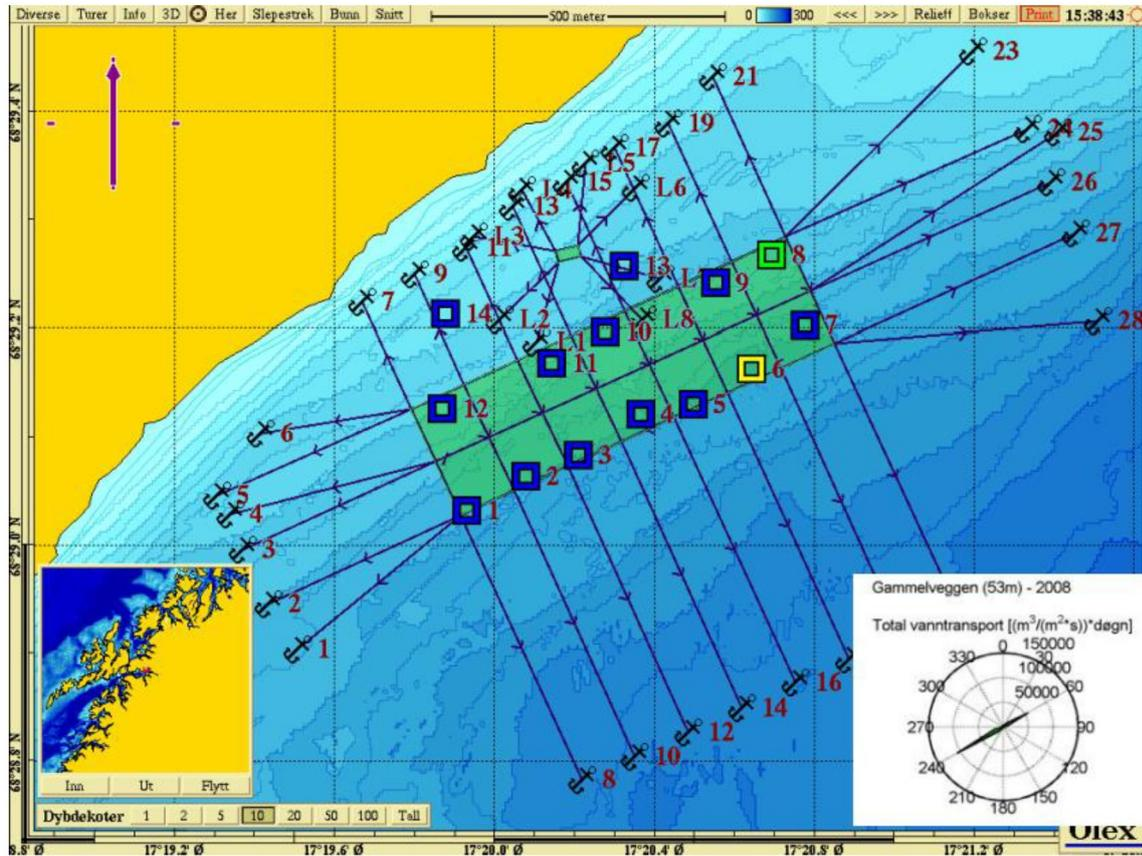 Diverse Turer Info 3D Her Slepestrek Bunn Snitt 500 meter 0 300 <<< >>> Relieff Bokser Print 15:38:43
23
21
68°29.4'
19
24 25
17
L5
15
26
L4
L6
13
27
L3
11
13
8
9
L
9
7
14
28
68°29.2'
L2
L8
7
10
L1
11
6
12
5
4
6
3
5
2
4
1
68°29.0'
3
2
1
Gammelveggen (53m) - 2008
Total vanntransport [(m³/(m²*s))*døgn]
0 150000
330 30 100000
300 50000 60
270 90
240 120
210 150
180
16
14
12
10
8
68°28.8' N
Inn Ut Flytt
Dybdekoter 1 2 5 10 20 50 100 Tall
Olex
8.8' Ø 17°19.2' Ø 17°19.6' Ø 17°20.0' Ø 17°20.4' Ø 17°20.8' Ø 17°21.2' Ø